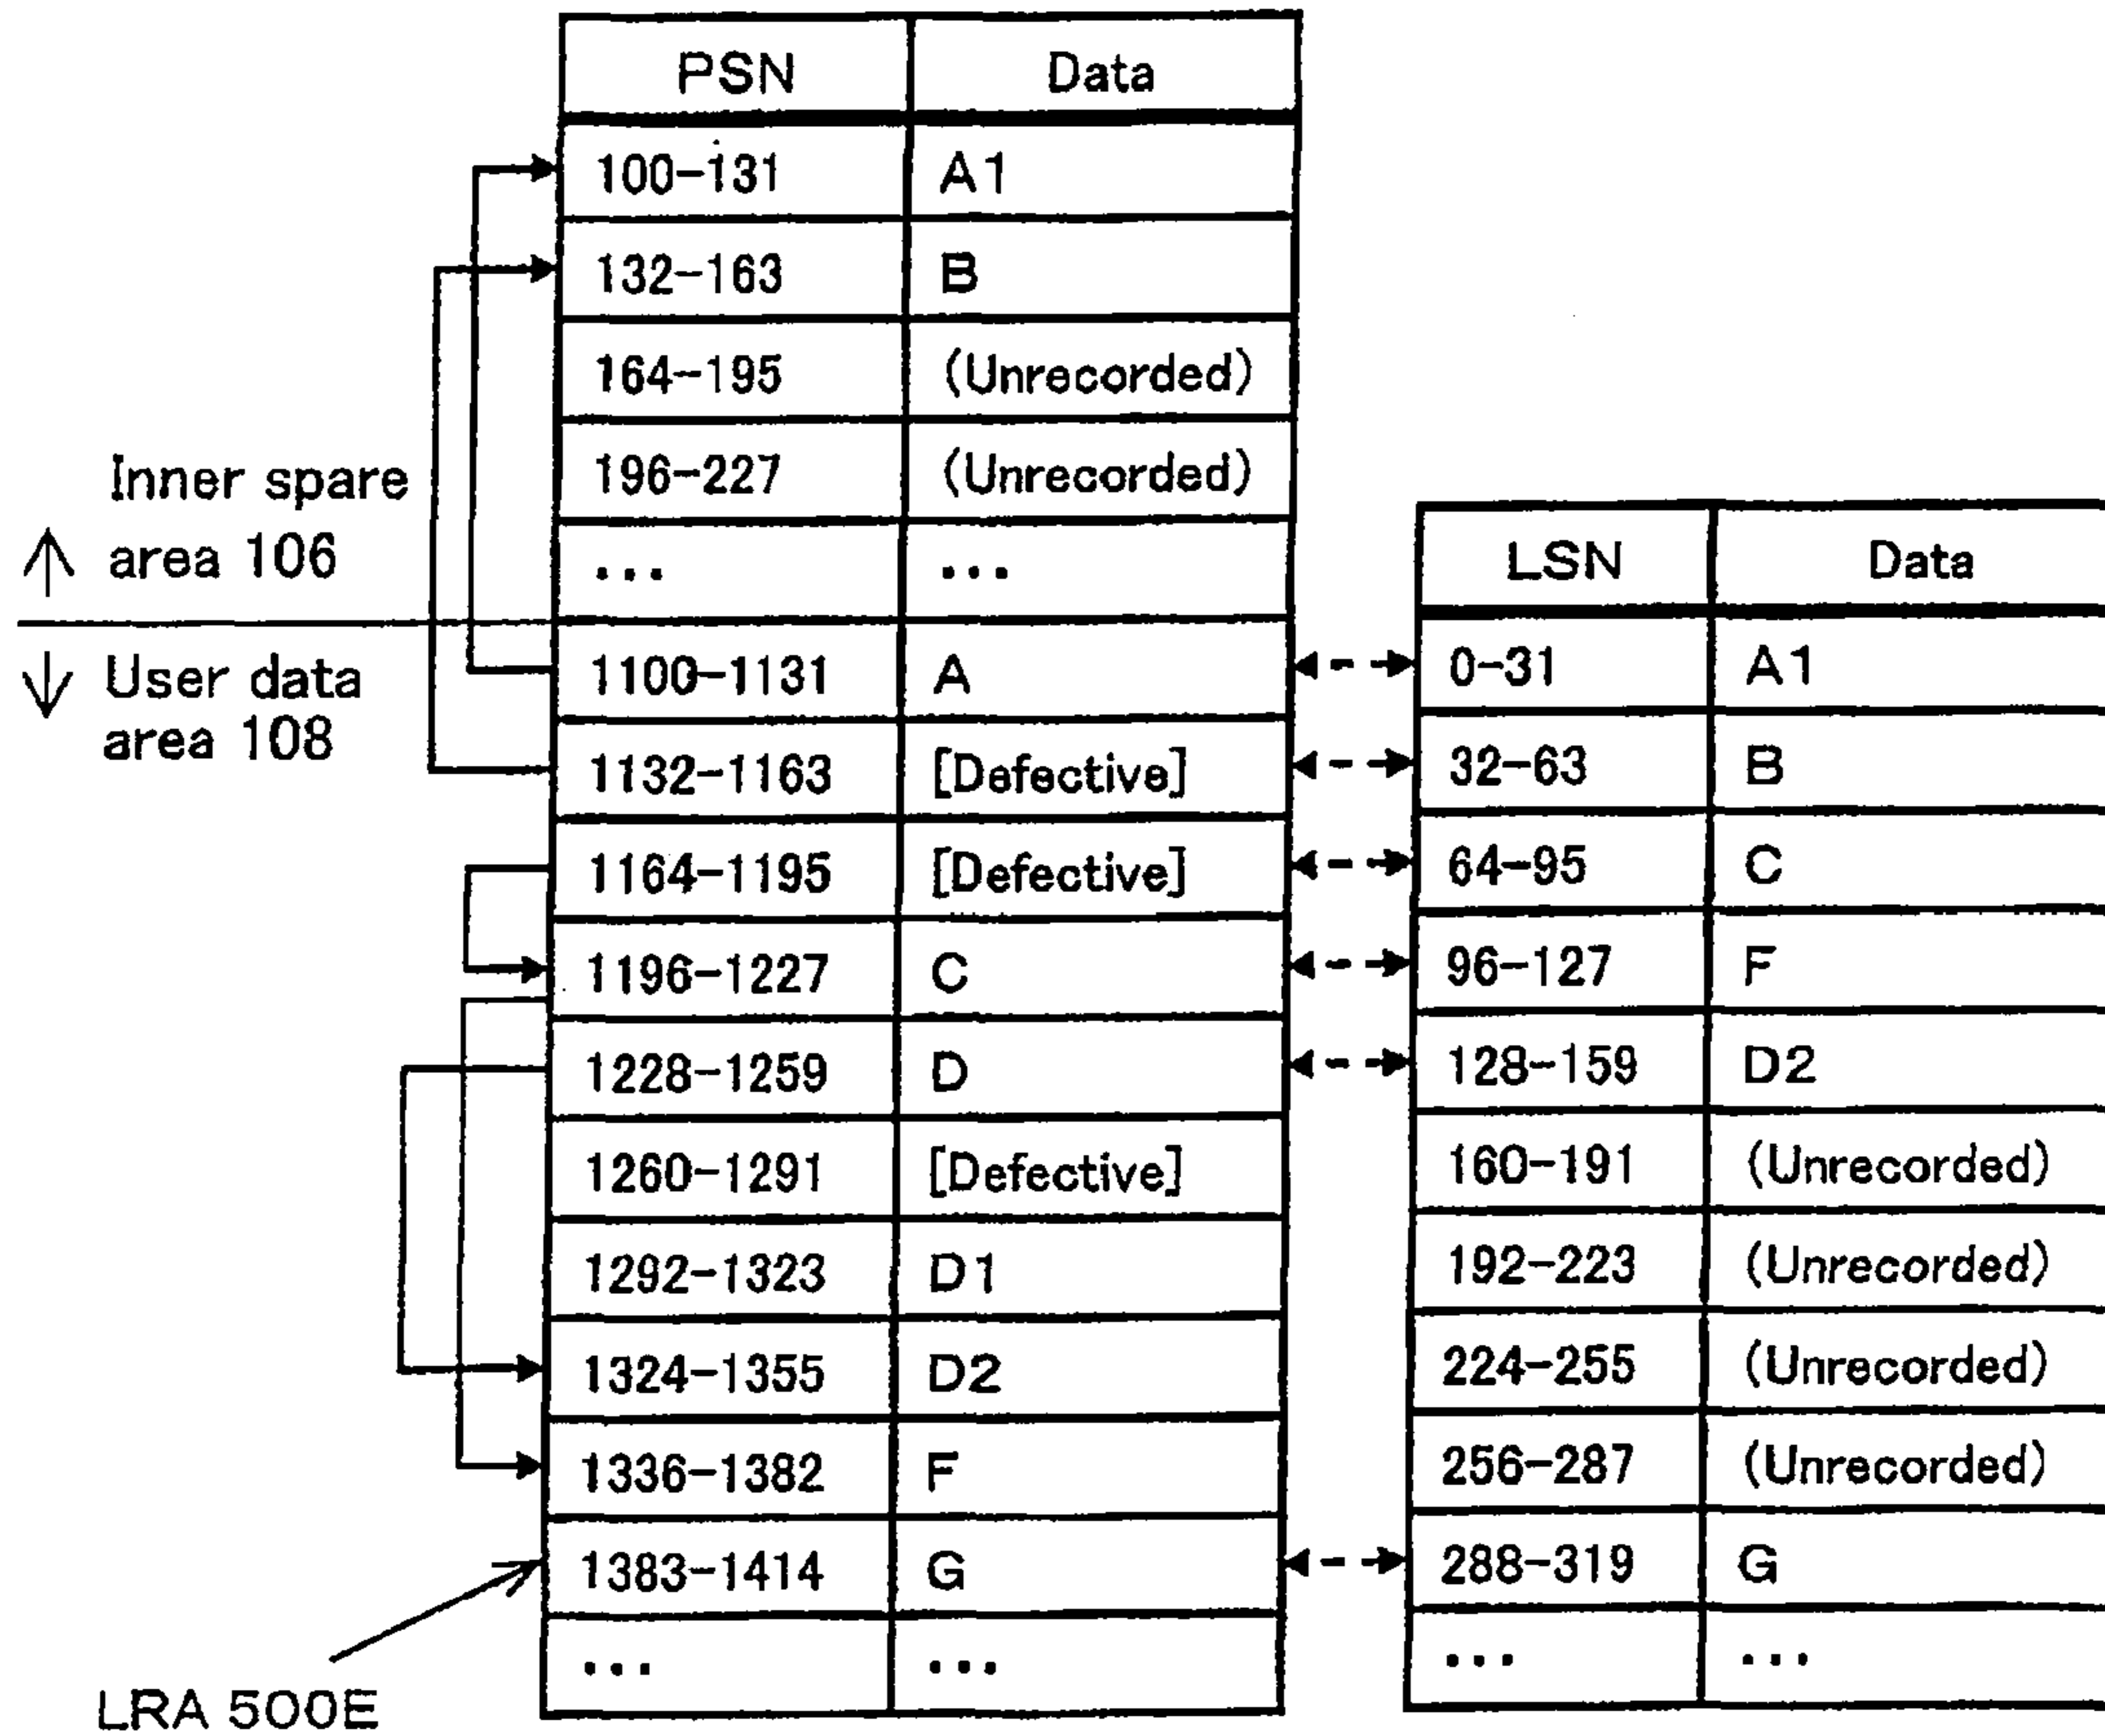 PSN Data
100-131 A1
132-163 B
164-195 (Unrecorded)
196-227 (Unrecorded)
... ...
Inner spare
↑ area 106
↓ User data
area 108
1100-1131 A
1132-1163 [Defective]
1164-1195 [Defective]
1196-1227 C
1228-1259 D
1260-1291 [Defective]
1292-1323 D1
1324-1355 D2
1336-1382 F
1383-1414 G
... ...
LRA 500E
LSN Data
0-31 A1
32-63 B
64-95 C
96-127 F
128-159 D2
160-191 (Unrecorded)
192-223 (Unrecorded)
224-255 (Unrecorded)
256-287 (Unrecorded)
288-319 G
... ...